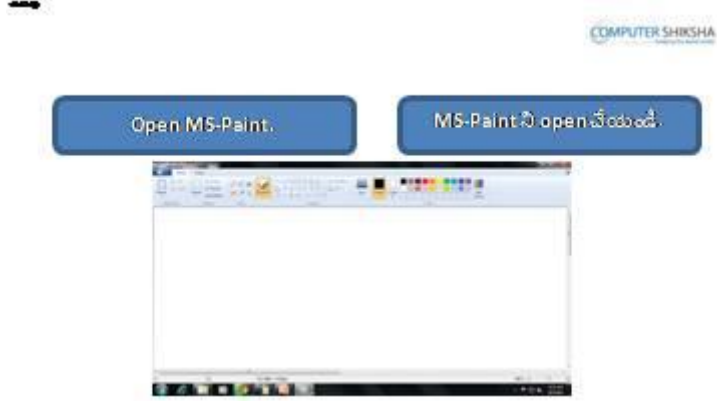 COMPUTER SHIKSHA
Open MS-Paint.
MS-Paint ని open చేయండి.